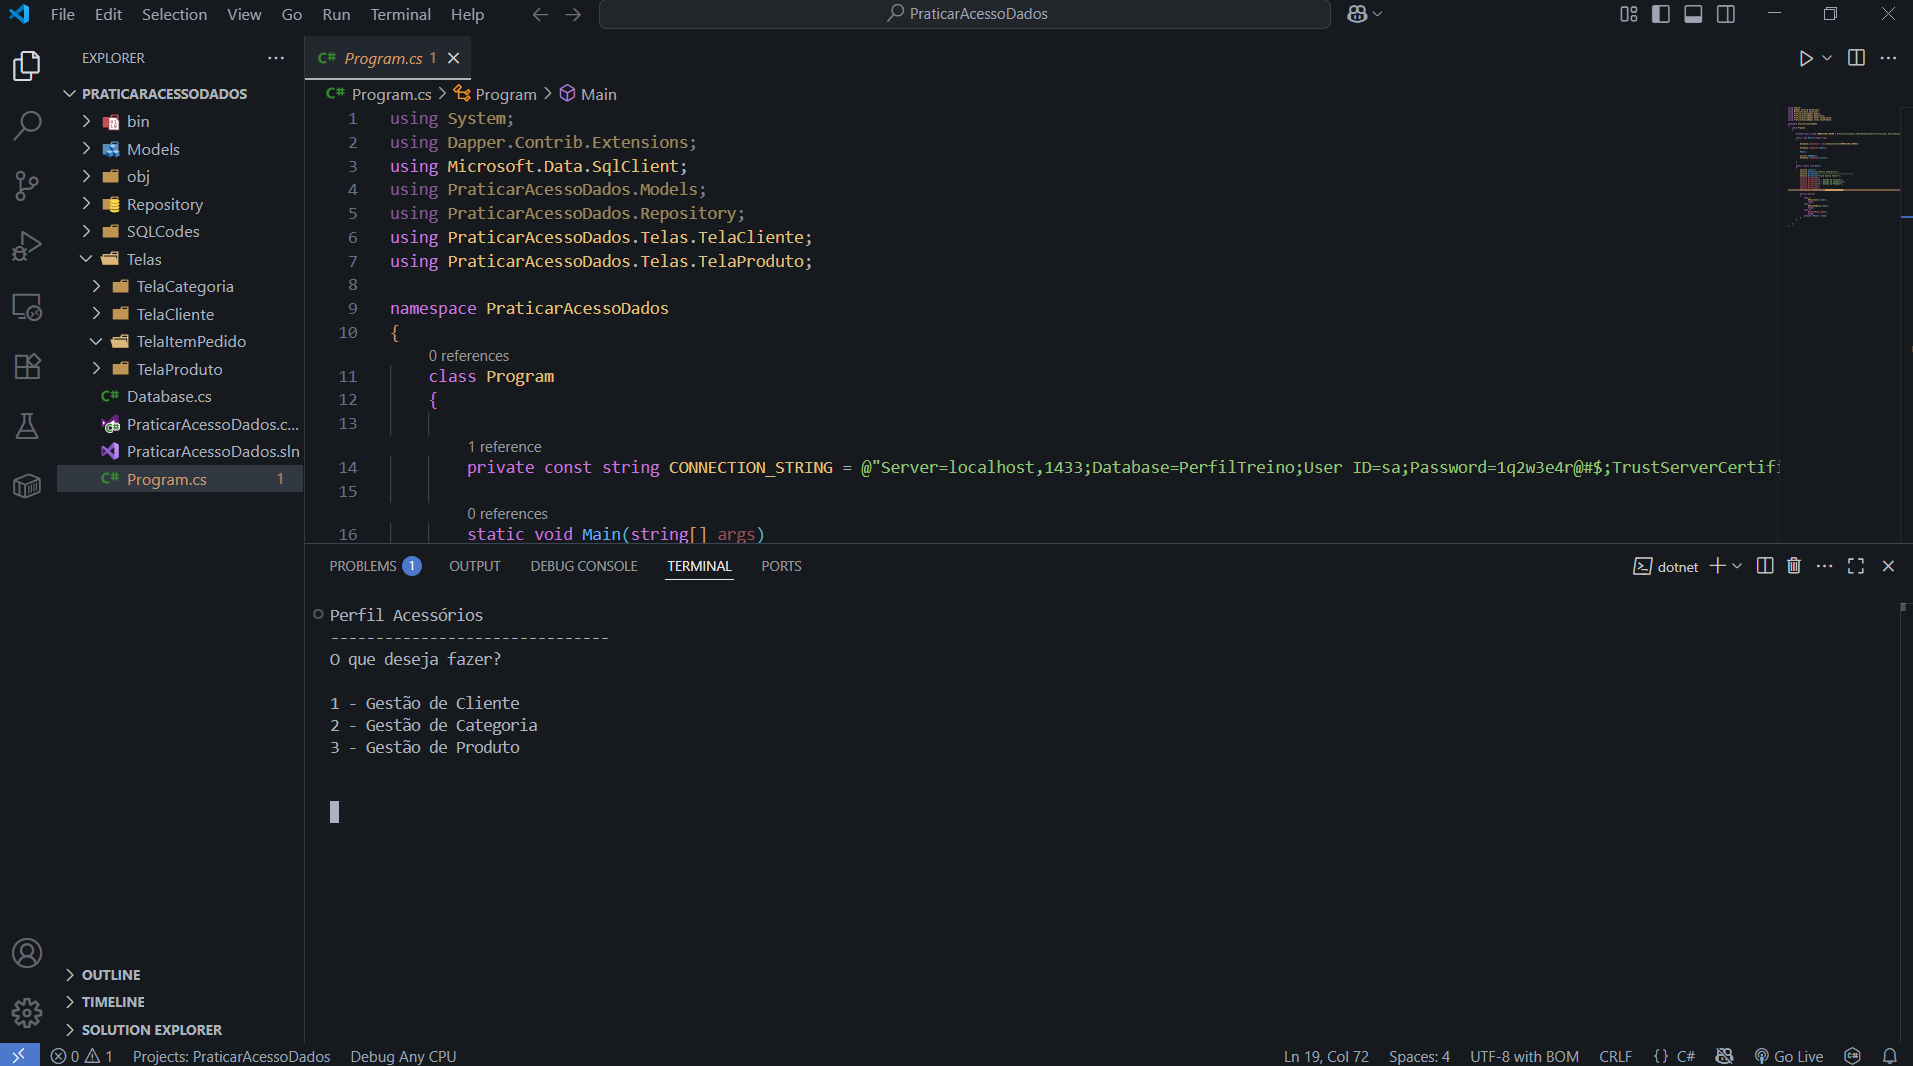 File Edit Selection View Go Run Terminal Help
PraticarAcessoDados
EXPLORER
PRATICARACESSODADOS
bin
Models
obj
Repository
SQLCodes
Telas
TelaCategoria
TelaCliente
TelaItemPedido
TelaProduto
Database.cs
PraticarAcessoDados.c...
PraticarAcessoDados.sln
Program.cs 1
OUTLINE
TIMELINE
SOLUTION EXPLORER
C# Program.cs 1
C# Program.cs > Program > Main
1 using System;
2 using Dapper.Contrib.Extensions;
3 using Microsoft.Data.SqlClient;
4 using PraticarAcessoDados.Models;
5 using PraticarAcessoDados.Repository;
6 using PraticarAcessoDados.Telas.TelaCliente;
7 using PraticarAcessoDados.Telas.TelaProduto;
8
9 namespace PraticarAcessoDados
10 {
0 references
11 class Program
12 {
13
1 reference
14 private const string CONNECTION_STRING = @"Server=localhost,1433;Database=PerfilTreino;User ID=sa;Password=1q2w3e4r@#$;TrustServerCertifi
15
0 references
16 static void Main(string[] args)
PROBLEMS 1 OUTPUT DEBUG CONSOLE TERMINAL PORTS
dotnet
Perfil Acessórios
-------------------------------
O que deseja fazer?
1 - Gestão de Cliente
2 - Gestão de Categoria
3 - Gestão de Produto
0 1 Projects: PraticarAcessoDados Debug Any CPU
Ln 19, Col 72 Spaces: 4 UTF-8 with BOM CRLF {} C# Go Live